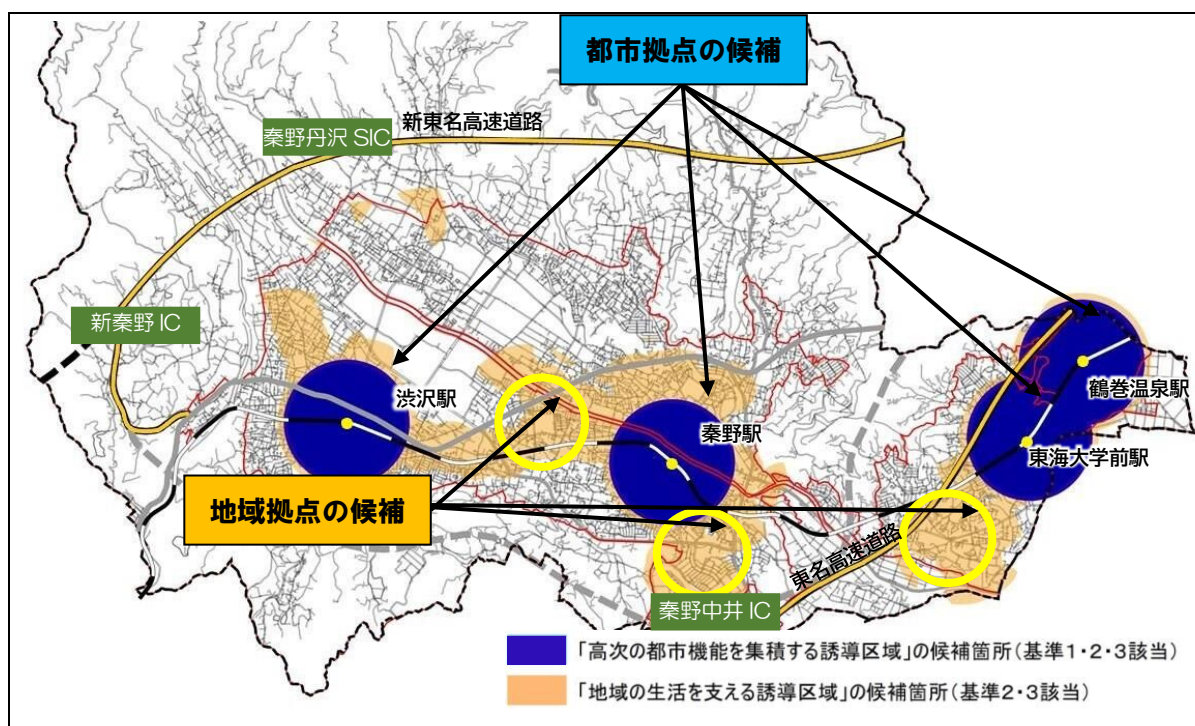 都市拠点の候補
新東名高速道路
秦野丹沢 SIC
新秦野 IC
渋沢駅
秦野駅
鶴巻温泉駅
東海大学前駅
地域拠点の候補
東名高速道路
秦野中井 IC
「高次の都市機能を集積する誘導区域」の候補箇所(基準1・2・3該当)
「地域の生活を支える誘導区域」の候補箇所(基準2・3該当)